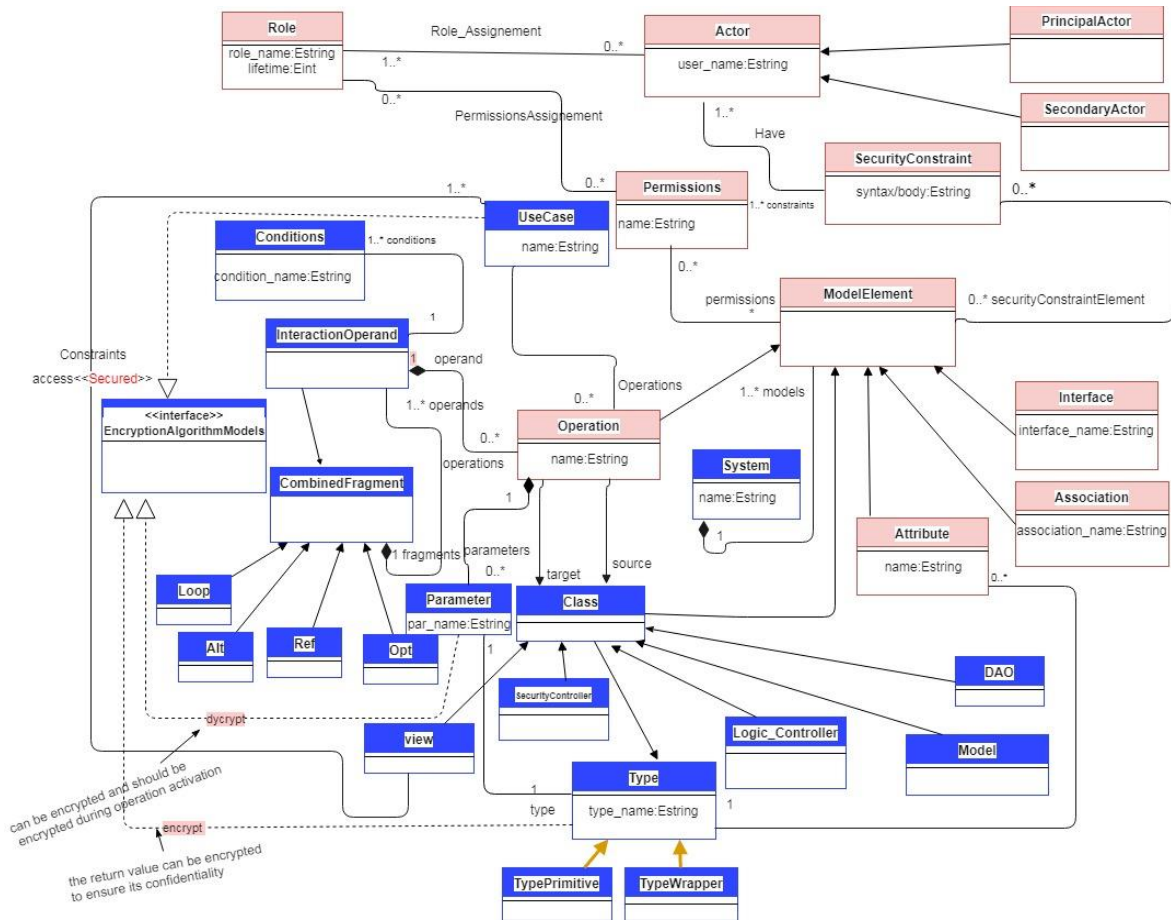 Role
role_name:Estring
lifetime:Eint
Role_Assignement
1..*
0..*
Actor
user_name:Estring
PrincipalActor
SecondaryActor
0..*
PermissionsAssignement
0..*
1..*
Have
SecurityConstraint
syntax/body:Estring
0..*
Permissions
name:Estring
1..* constraints
0..*
permissions
*
1..*
UseCase
name:Estring
Conditions
condition_name:Estring
1..* conditions
1
ModelElement
0..* securityConstraintElement
InteractionOperand
1
operand
1..* operands
Constraints
access<<Secured>>
<<interface>>
EncryptionAlgorithmModels
Operations
0..*
1..* models
Operation
name:Estring
0..*
operations
1
Interface
interface_name:Estring
System
name:Estring
1
Association
association_name:Estring
CombinedFragment
1 fragments
parameters
0..*
Attribute
name:Estring
0..*
target
source
Loop
Alt
Ref
Opt
Parameter
par_name:Estring
1
Class
DAO
SecurityController
Logic_Controller
Model
view
dycrypt
can be encrypted and should be
encrypted during operation activation
encrypt
the return value can be encrypted
to ensure its confidentiality
1
type
Type
type_name:Estring
1
TypePrimitive
TypeWrapper